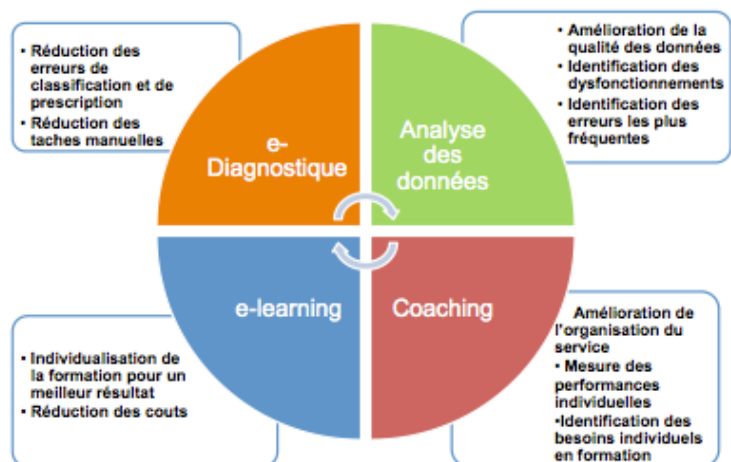 • Réduction des
erreurs de
classification et de
prescription
• Réduction des
taches manuelles
e-
Diagnostique
Analyse
des
données
• Amélioration de la
qualité des données
• Identification des
dysfonctionnements
• Identification des
erreurs les plus
fréquentes
• Individualisation de
la formation pour un
meilleur résultat
• Réduction des couts
e-learning
Coaching
Amélioration de
l'organisation du
service
• Mesure des
performances
individuelles
•Identification des
besoins individuels
en formation